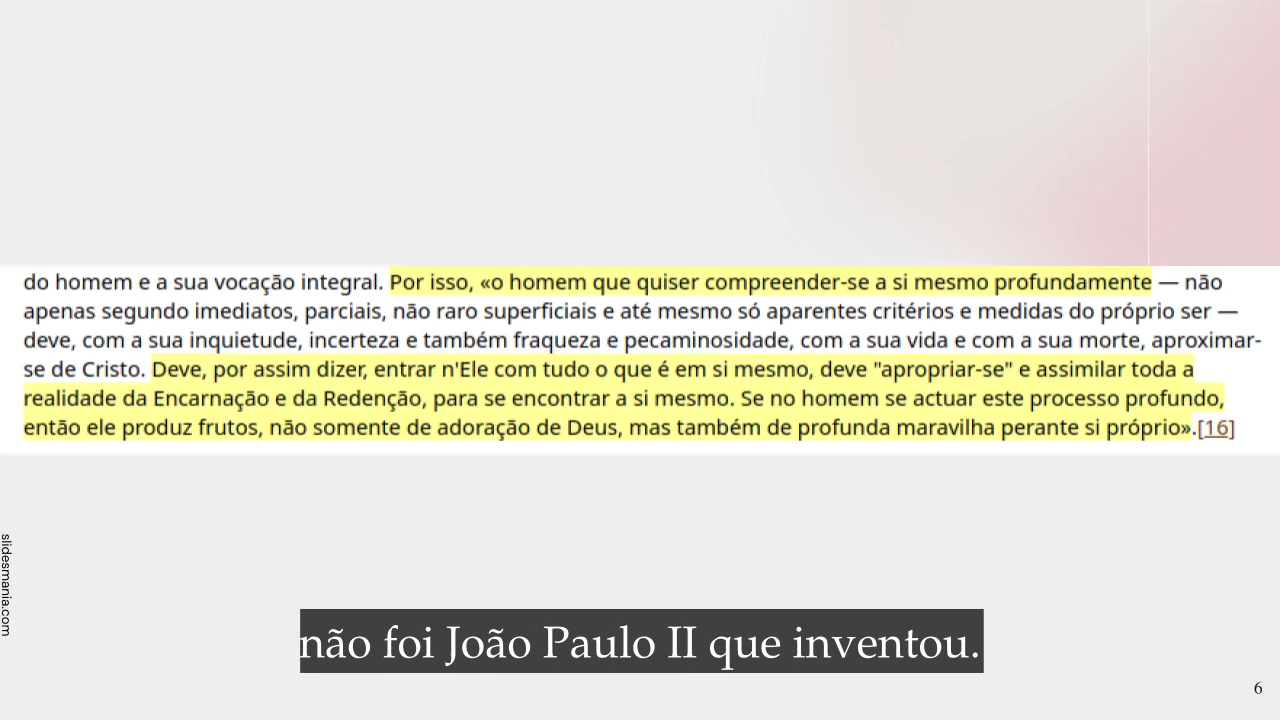 do homem e a sua vocação integral. Por isso, «o homem que quiser compreender-se a si mesmo profundamente — não
apenas segundo imediatos, parciais, não raro superficiais e até mesmo só aparentes critérios e medidas do próprio ser —
deve, com a sua inquietude, incerteza e também fraqueza e pecaminosidade, com a sua vida e com a sua morte, aproximar-
se de Cristo. Deve, por assim dizer, entrar n'Ele com tudo o que é em si mesmo, deve "apropriar-se" e assimilar toda a
realidade da Encarnação e da Redenção, para se encontrar a si mesmo. Se no homem se actuar este processo profundo,
então ele produz frutos, não somente de adoração de Deus, mas também de profunda maravilha perante si próprio».[16]
slidesmania.com
não foi João Paulo II que inventou.
6